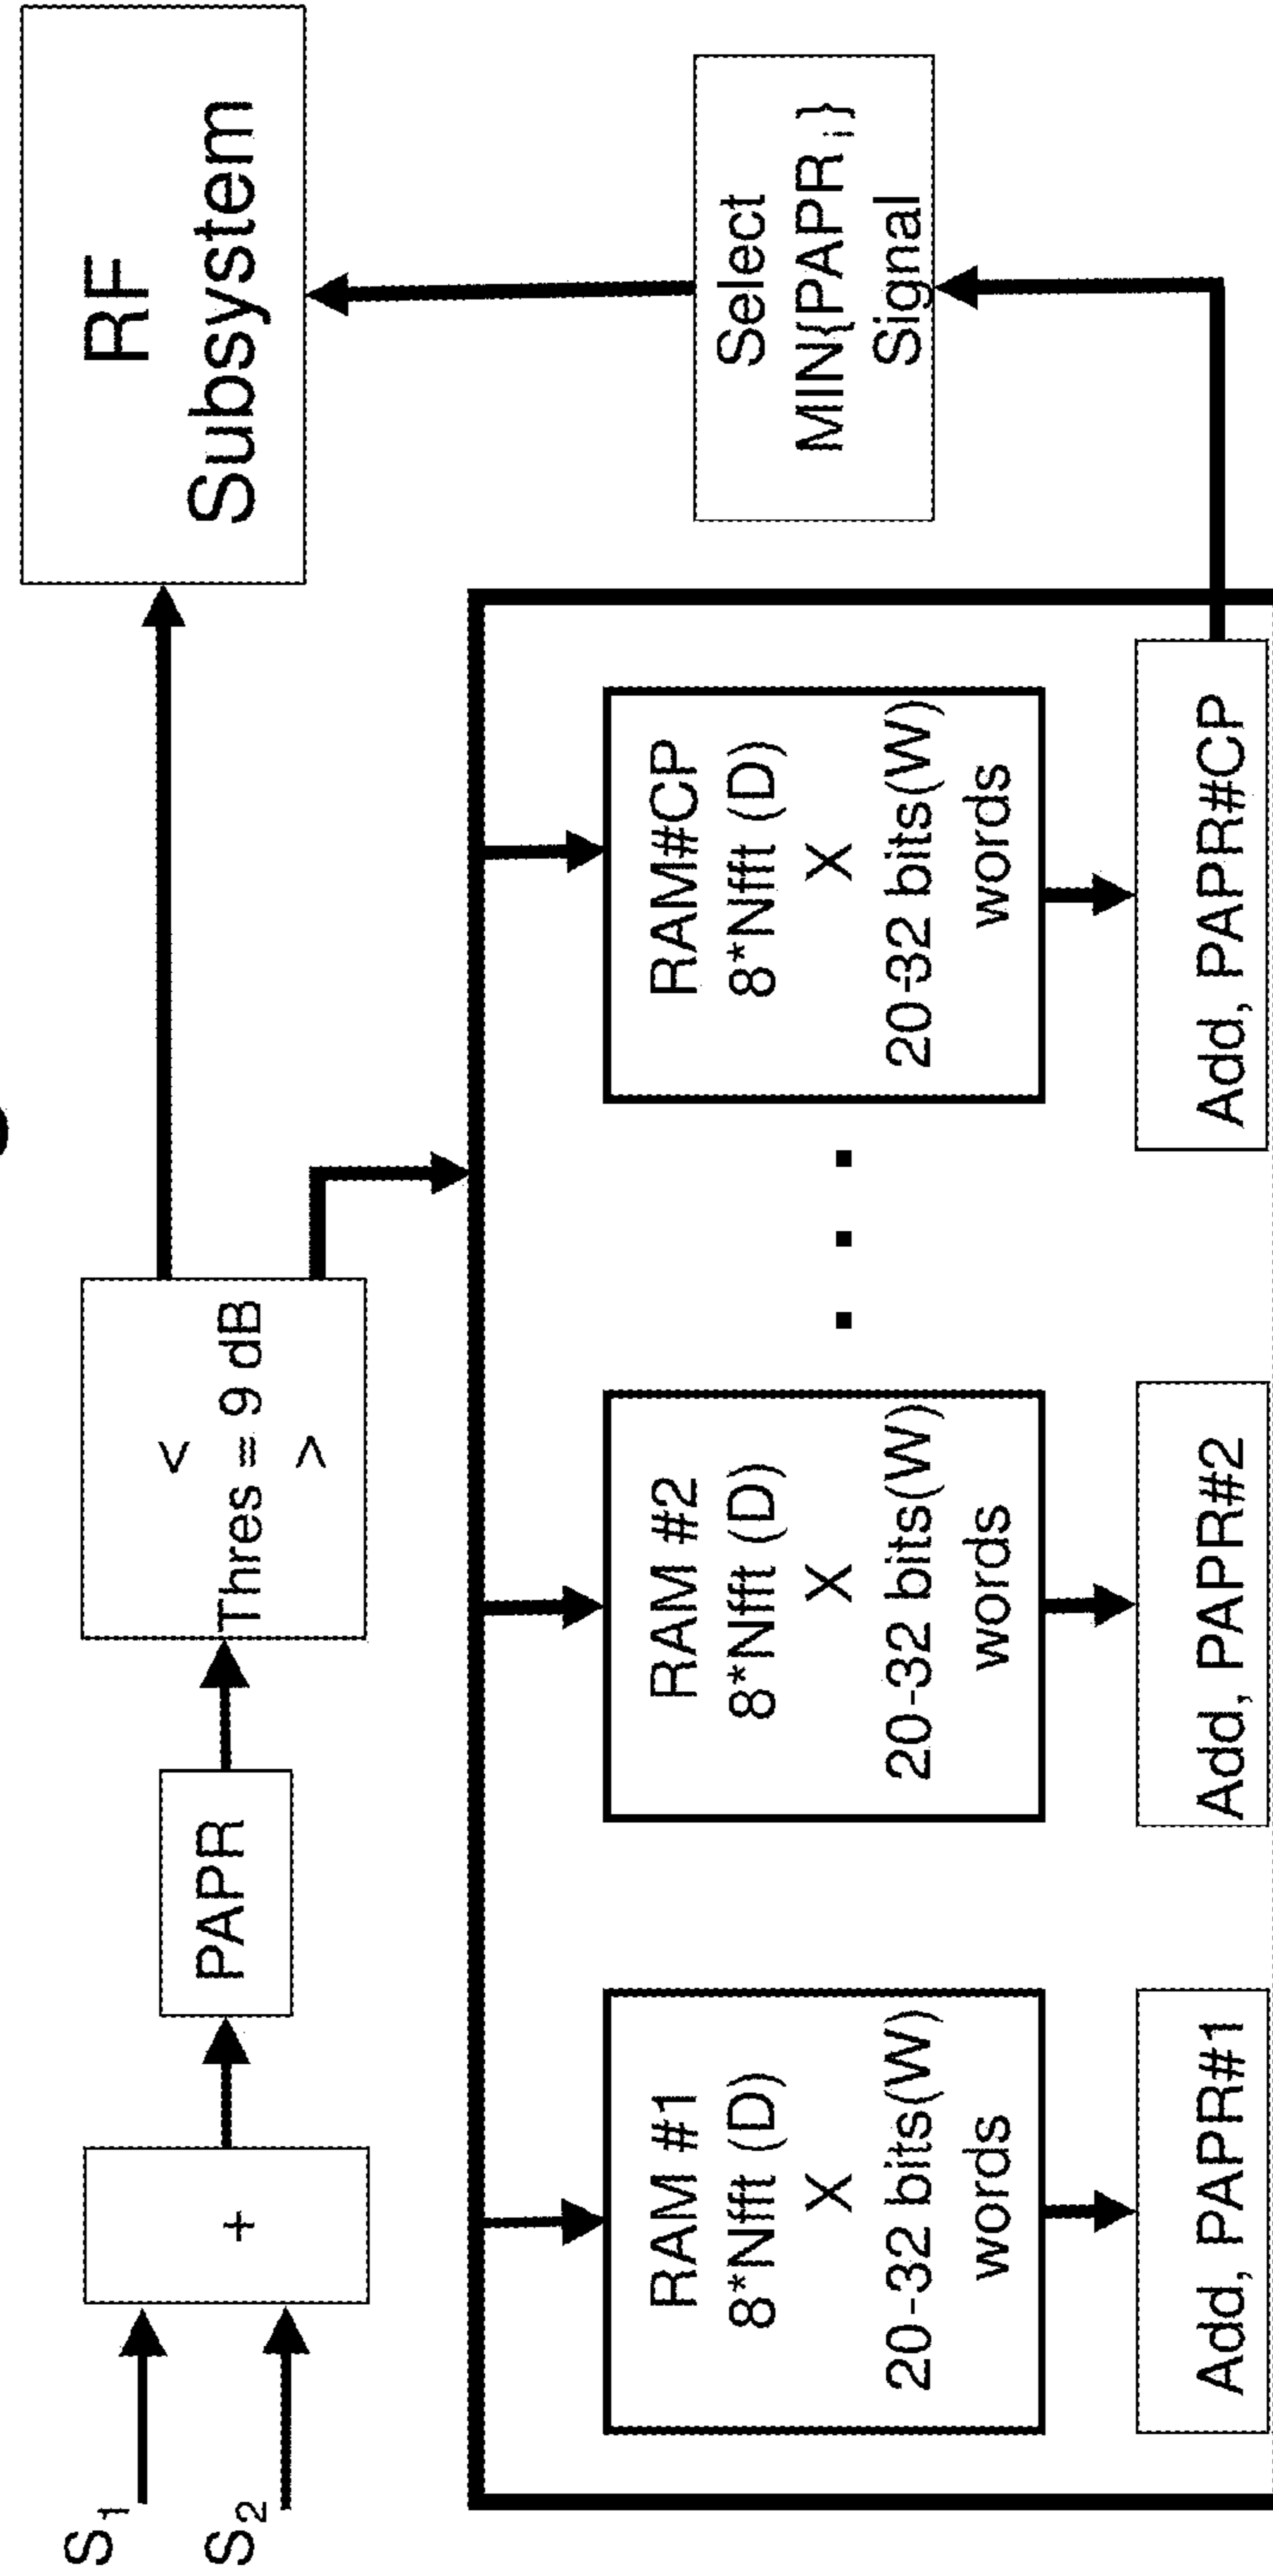 S1
S2
+
PAPR
<
Thres = 9 dB
>
RF
Subsystem
RAM #1
8*Nfft (D)
X
20-32 bits(W)
words
RAM #2
8*Nfft (D)
X
20-32 bits(W)
words
. . .
RAM#CP
8*Nfft (D)
X
20-32 bits(W)
words
Add, PAPR#1
Add, PAPR#2
Add, PAPR#CP
Select
MIN{PAPR i}
Signal